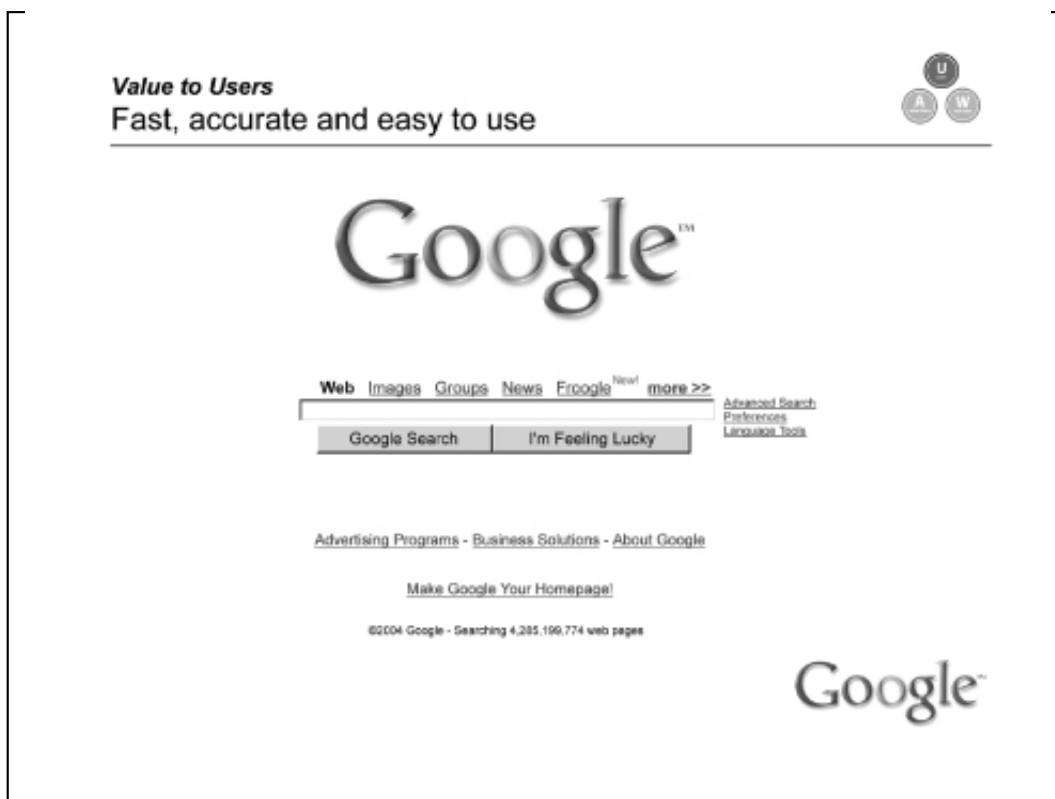 Value to Users
Fast, accurate and easy to use
U
A W
Google™
Web Images Groups News Froogle New! more >>
Advanced Search
Preferences
Language Tools
Google Search I'm Feeling Lucky
Advertising Programs - Business Solutions - About Google
Make Google Your Homepage!
©2004 Google - Searching 4,285,199,774 web pages
Google